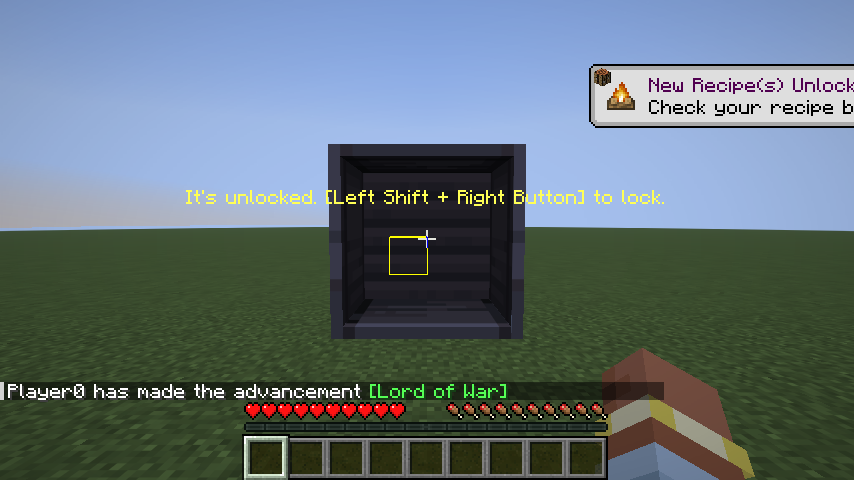 New Recipe(s) Unlock
Check your recipe b
It's unlocked. [Left Shift + Right Button] to lock.
Player0 has made the advancement [Lord of War]